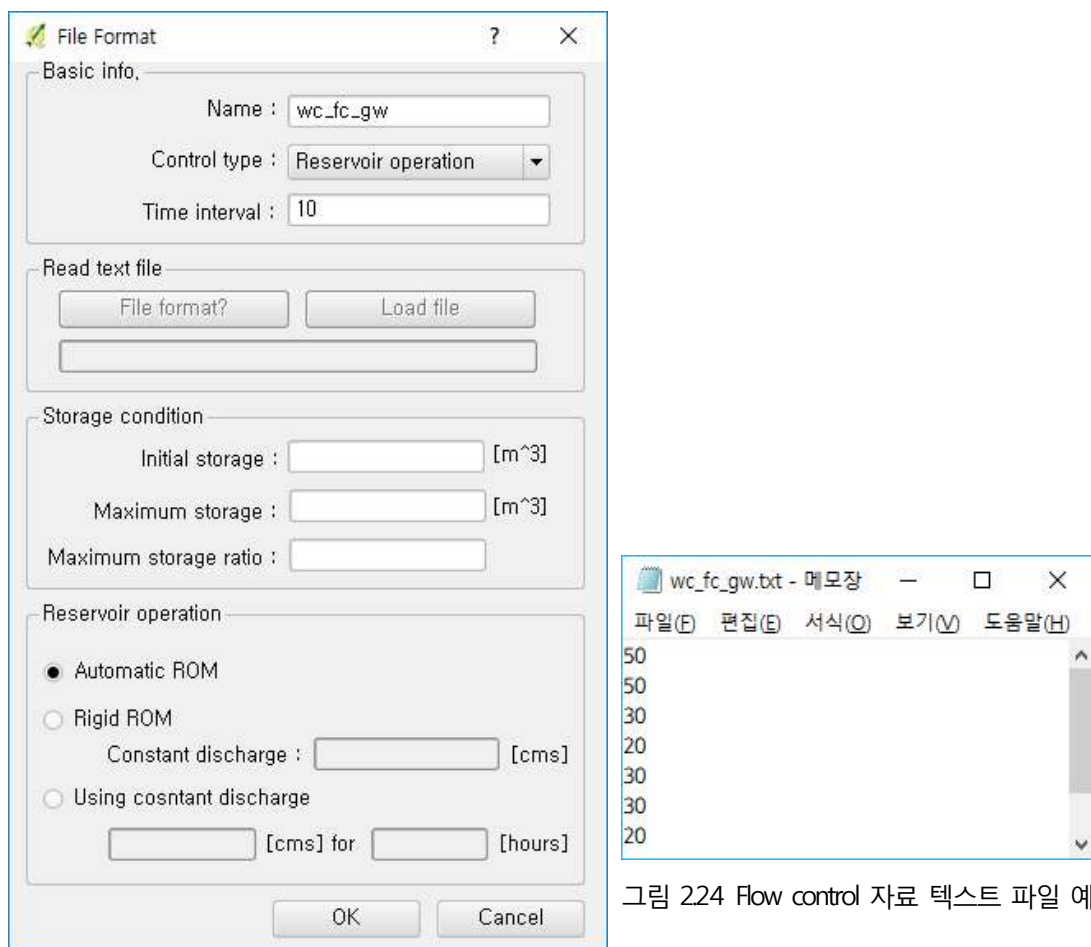 File Format ?
Basic info,
Name : wc_fc_gw
Control type : Reservoir operation
Time interval : 10
Read text file
File format? Load file
Storage condition
Initial storage : [m^3]
Maximum storage : [m^3]
Maximum storage ratio :
Reservoir operation
Automatic ROM
Rigid ROM
Constant discharge : [cms]
Using cosntant discharge
[cms] for [hours]
OK Cancel
wc_fc_gw.txt - 메모장
파일(F) 편집(E) 서식(O) 보기(V) 도움말(H)
50
50
30
20
30
30
20
그림 2.24 Flow control 자료 텍스트 파일 예